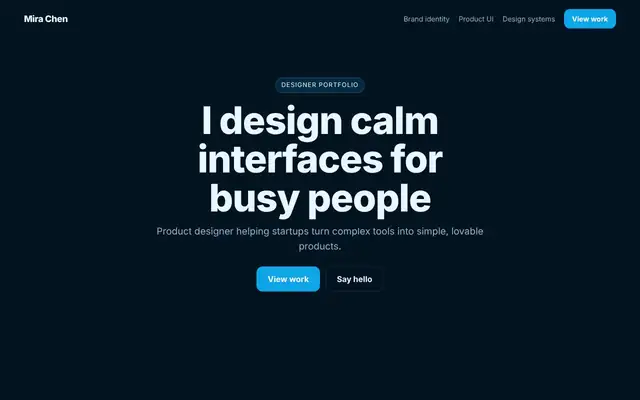 Mira Chen
Brand identity
Product UI
Design systems
View work
DESIGNER PORTFOLIO
I design calm
interfaces for
busy people
Product designer helping startups turn complex tools into simple, lovable
products.
View work
Say hello